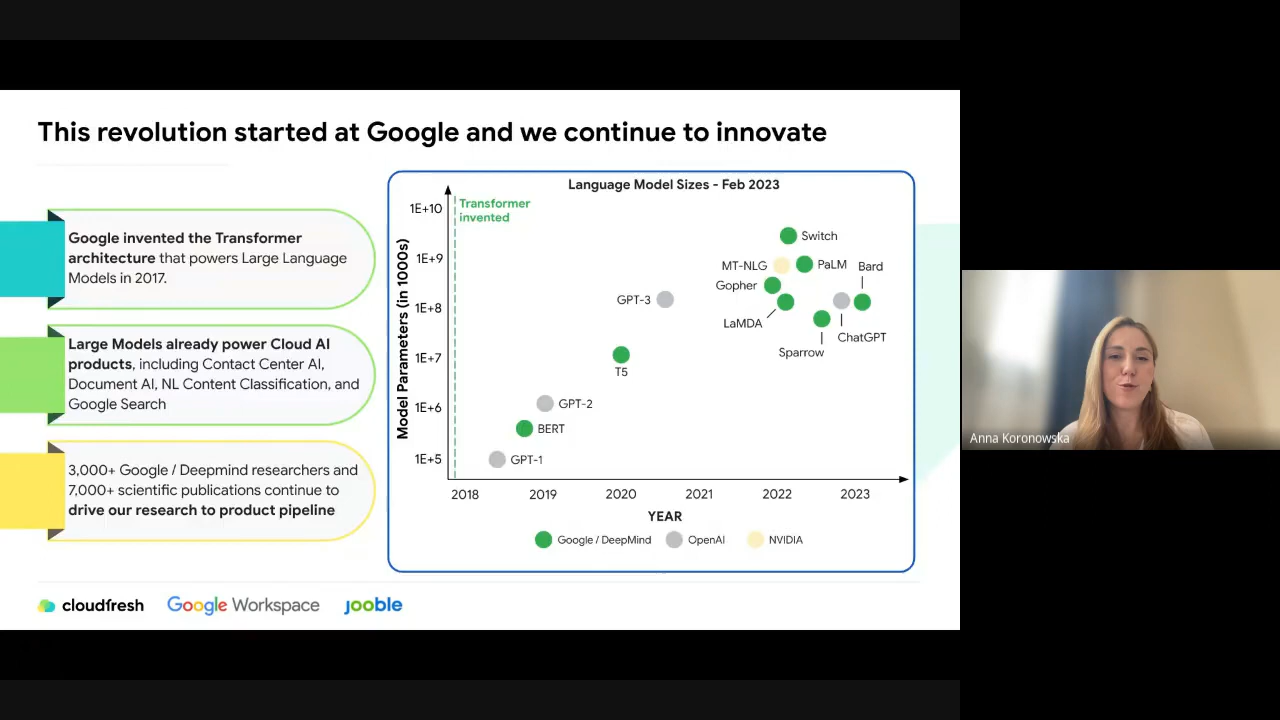 This revolution started at Google and we continue to innovate
Google invented the Transformer
architecture that powers Large Language
Models in 2017.
Large Models already power Cloud AI
products, including Contact Center AI,
Document AI, NL Content Classification, and
Google Search
3,000+ Google / Deepmind researchers and
7,000+ scientific publications continue to
drive our research to product pipeline
Language Model Sizes - Feb 2023
Model Parameters (in 1000s)
1E+10
1E+9
1E+8
1E+7
1E+6
1E+5
Transformer
invented
Switch
MT-NLG
PaLM
Bard
Gopher
GPT-3
LaMDA
ChatGPT
Sparrow
T5
GPT-2
BERT
GPT-1
2018
2019
2020
2021
2022
2023
YEAR
Google / DeepMind
OpenAI
NVIDIA
cloudfresh
Google Workspace
jooble
Anna Koronowska